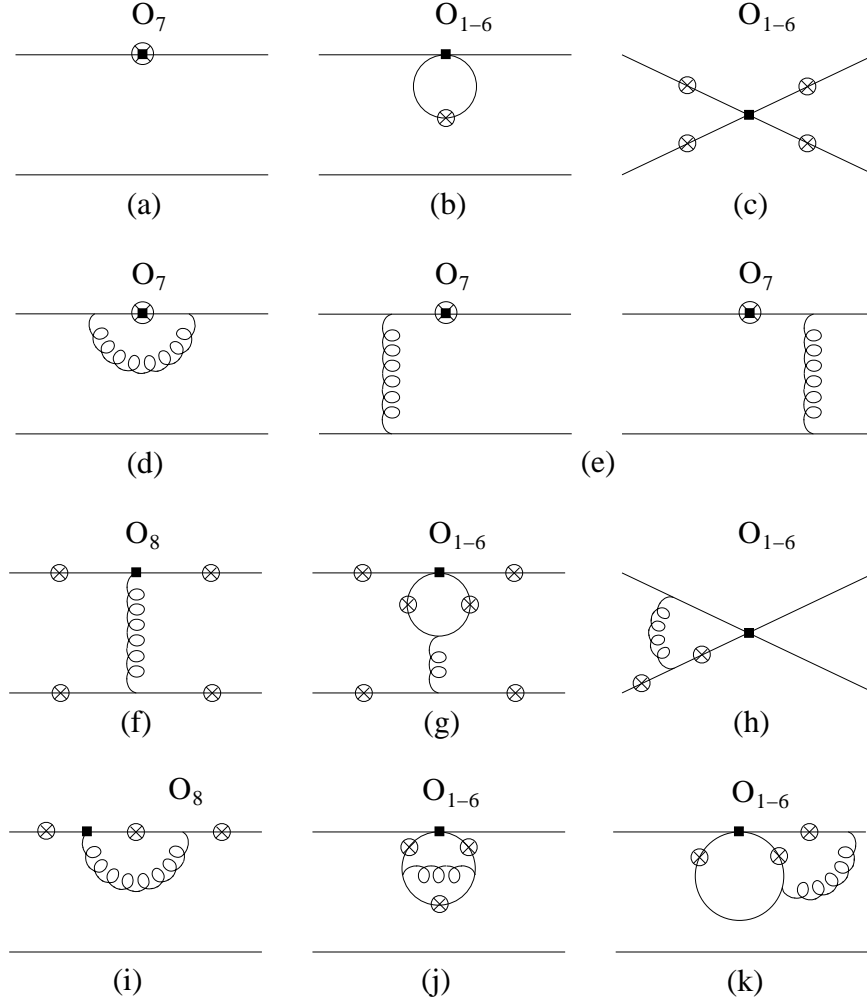 O₇ O₁₋₆ O₁₋₆
(a) (b) (c)
O₇ O₇ O₇
(d) (e)
O₈ O₁₋₆ O₁₋₆
(f) (g) (h)
O₈ O₁₋₆ O₁₋₆
(i) (j) (k)